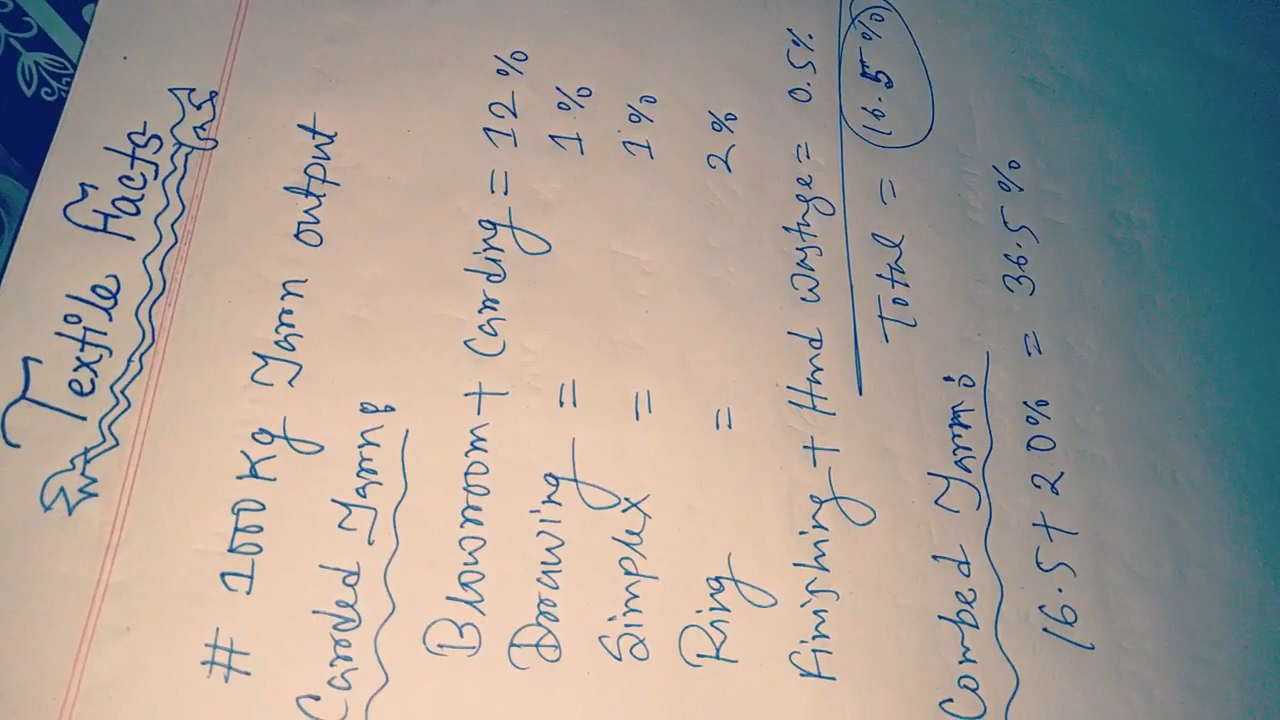 Textile Facts
# 1000 Kg Yarn output
Carded Yarn:
Blowroom + Carding = 12%
Drawing = 1%
Simplex = 1%
Ring = 2%
Finishing + Hand wastage = 0.5%
Total = 16.5%
Combed Yarn:
16.5 + 20% = 36.5%